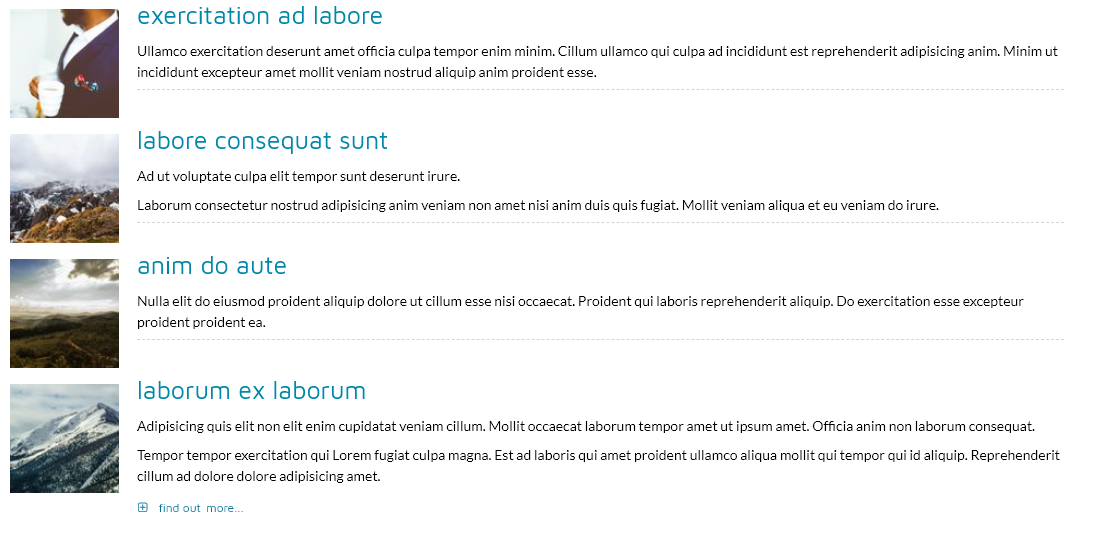 exercitation ad labore
Ullamco exercitation deserunt amet officia culpa tempor enim minim. Cillum ullamco qui culpa ad incididunt est reprehenderit adipisicing anim. Minim ut
incididunt excepteur amet mollit veniam nostrud aliquip anim proident esse.
labore consequat sunt
Ad ut voluptate culpa elit tempor sunt deserunt irure.
Laborum consectetur nostrud adipisicing anim veniam non amet nisi anim duis quis fugiat. Mollit veniam aliqua et eu veniam do irure.
anim do aute
Nulla elit do eiusmod proident aliquip dolore ut cillum esse nisi occaecat. Proident qui laboris reprehenderit aliquip. Do exercitation esse excepteur
proident proident ea.
laborum ex laborum
Adipisicing quis elit non elit enim cupidatat veniam cillum. Mollit occaecat laborum tempor amet ut ipsum amet. Officia anim non laborum consequat.
Tempor tempor exercitation qui Lorem fugiat culpa magna. Est ad laboris qui amet proident ullamco aliqua mollit qui tempor qui id aliquip. Reprehenderit
cillum ad dolore dolore adipisicing amet.
find out more...